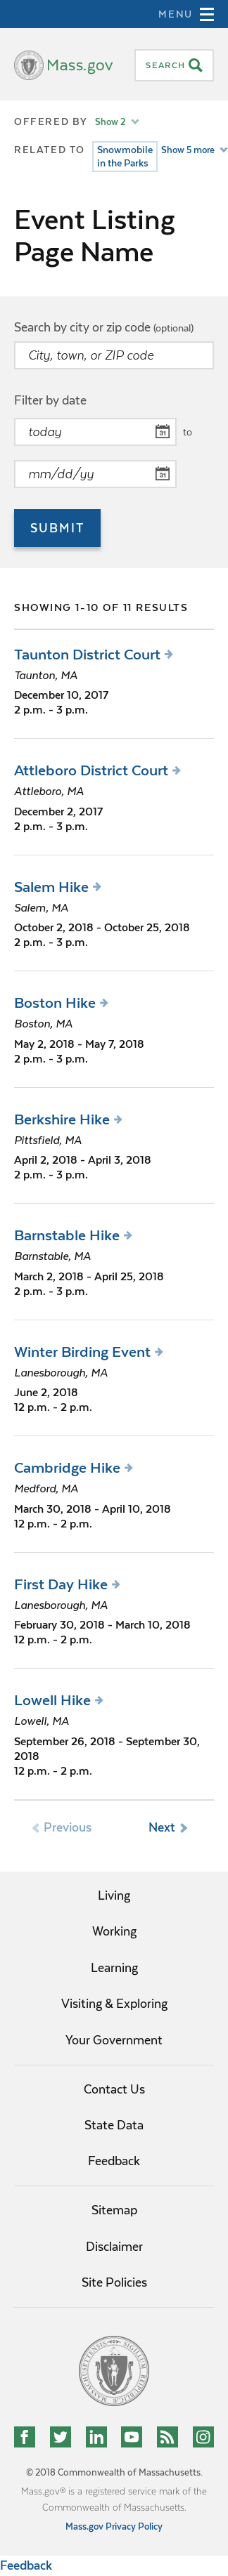 MENU
Mass.gov
SEARCH
OFFERED BY Show 2
RELATED TO Snowmobile in the Parks Show 5 more
Event Listing
Page Name
Search by city or zip code (optional)
City, town, or ZIP code
Filter by date
today
31
to
mm/dd/yy
31
SUBMIT
SHOWING 1-10 OF 11 RESULTS
Taunton District Court
Taunton, MA
December 10, 2017
2 p.m. - 3 p.m.
Attleboro District Court
Attleboro, MA
December 2, 2017
2 p.m. - 3 p.m.
Salem Hike
Salem, MA
October 2, 2018 - October 25, 2018
2 p.m. - 3 p.m.
Boston Hike
Boston, MA
May 2, 2018 - May 7, 2018
2 p.m. - 3 p.m.
Berkshire Hike
Pittsfield, MA
April 2, 2018 - April 3, 2018
2 p.m. - 3 p.m.
Barnstable Hike
Barnstable, MA
March 2, 2018 - April 25, 2018
2 p.m. - 3 p.m.
Winter Birding Event
Lanesborough, MA
June 2, 2018
12 p.m. - 2 p.m.
Cambridge Hike
Medford, MA
March 30, 2018 - April 10, 2018
12 p.m. - 2 p.m.
First Day Hike
Lanesborough, MA
February 30, 2018 - March 10, 2018
12 p.m. - 2 p.m.
Lowell Hike
Lowell, MA
September 26, 2018 - September 30,
2018
12 p.m. - 2 p.m.
Previous Next
Living
Working
Learning
Visiting & Exploring
Your Government
Contact Us
State Data
Feedback
Sitemap
Disclaimer
Site Policies
© 2018 Commonwealth of Massachusetts.
Mass.gov® is a registered service mark of the
Commonwealth of Massachusetts.
Mass.gov Privacy Policy
Feedback